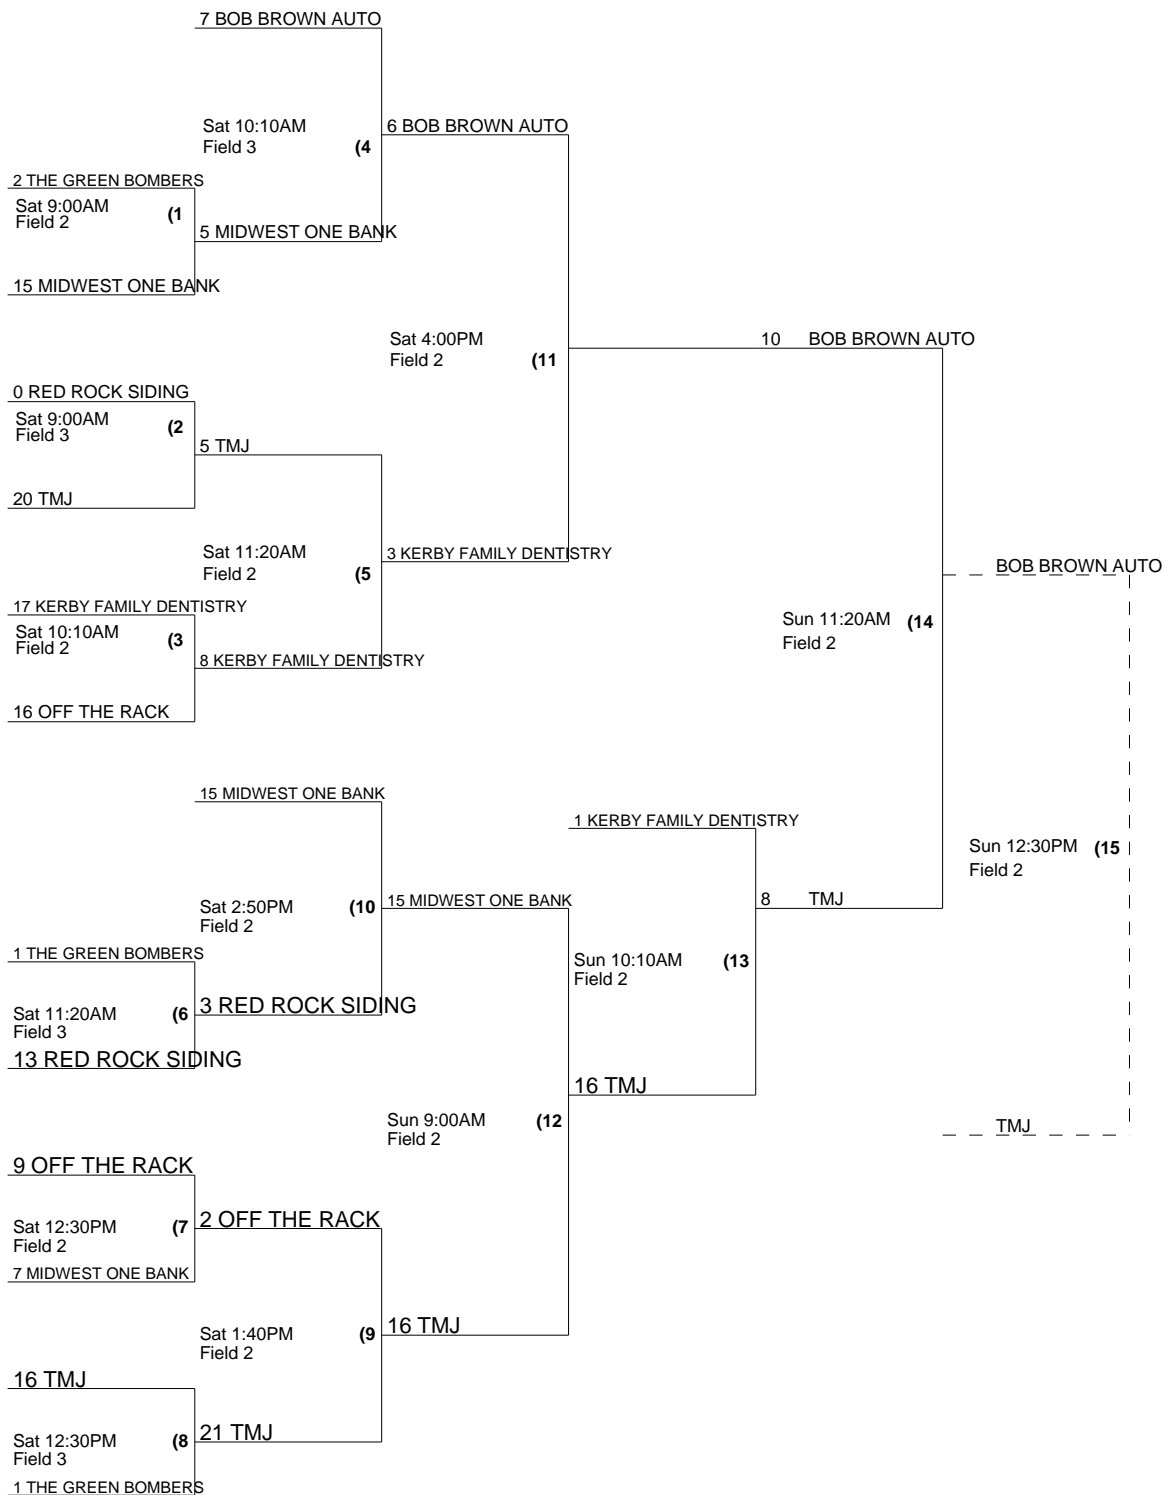 7 BOB BROWN AUTO
Sat 10:10AM
Field 3
(4
6 BOB BROWN AUTO
2 THE GREEN BOMBERS
Sat 9:00AM
Field 2
(1
5 MIDWEST ONE BANK
15 MIDWEST ONE BANK
Sat 4:00PM
Field 2
(11
10 BOB BROWN AUTO
0 RED ROCK SIDING
Sat 9:00AM
Field 3
(2
5 TMJ
20 TMJ
Sat 11:20AM
Field 2
(5
3 KERBY FAMILY DENTISTRY
BOB BROWN AUTO
17 KERBY FAMILY DENTISTRY
Sat 10:10AM
Field 2
(3
Sun 11:20AM
Field 2
(14
8 KERBY FAMILY DENTISTRY
16 OFF THE RACK
15 MIDWEST ONE BANK
1 KERBY FAMILY DENTISTRY
Sun 12:30PM
Field 2
(15
Sat 2:50PM
Field 2
(10
15 MIDWEST ONE BANK
8 TMJ
1 THE GREEN BOMBERS
Sun 10:10AM
Field 2
(13
Sat 11:20AM
Field 3
(6
3 RED ROCK SIDING
13 RED ROCK SIDING
16 TMJ
Sun 9:00AM
Field 2
(12
TMJ
9 OFF THE RACK
Sat 12:30PM
Field 2
(7
2 OFF THE RACK
7 MIDWEST ONE BANK
Sat 1:40PM
Field 2
(9
16 TMJ
16 TMJ
Sat 12:30PM
Field 3
(8
21 TMJ
1 THE GREEN BOMBERS